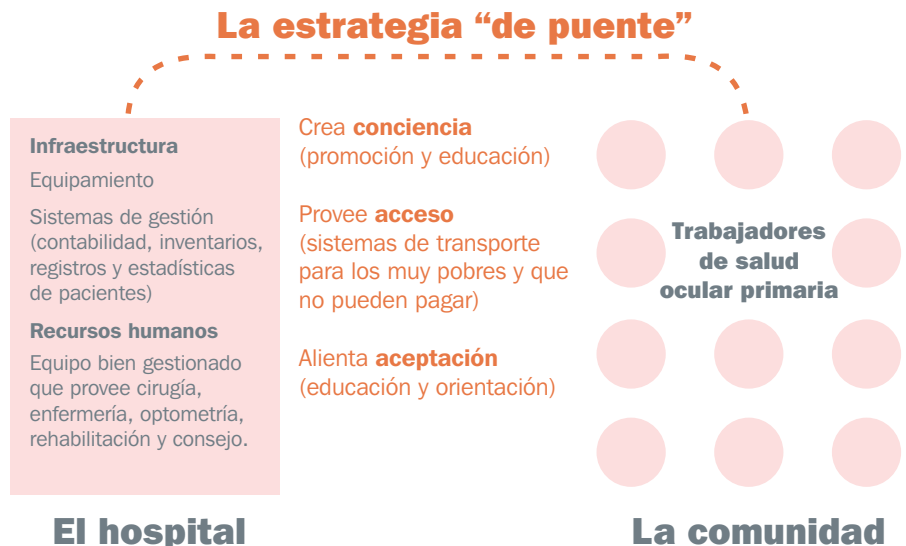 La estrategia “de puente”
Infraestructura
Equipamiento
Sistemas de gestión
(contabilidad, inventarios,
registros y estadísticas
de pacientes)
Recursos humanos
Equipo bien gestionado
que provee cirugía,
enfermería, optometría,
rehabilitación y consejo.
El hospital
Crea conciencia
(promoción y educación)
Provee acceso
(sistemas de transporte
para los muy pobres y que
no pueden pagar)
Alienta aceptación
(educación y orientación)
Trabajadores
de salud
ocular primaria
La comunidad